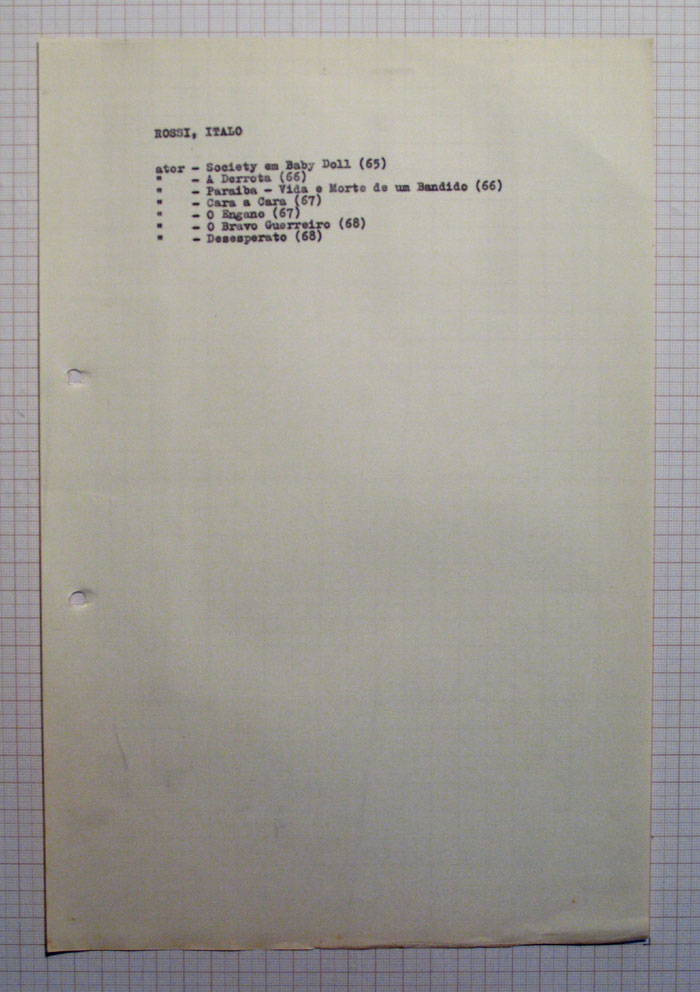 ROSSI, ITALO
ator - Society em Baby Doll (65)
" - A Derrota (66)
" - Paraiba - Vida e Morte de um Bandido (66)
" - Cara a Cara (67)
" - O Engano (67)
" - O Bravo Guerreiro (68)
" - Desesperato (68)